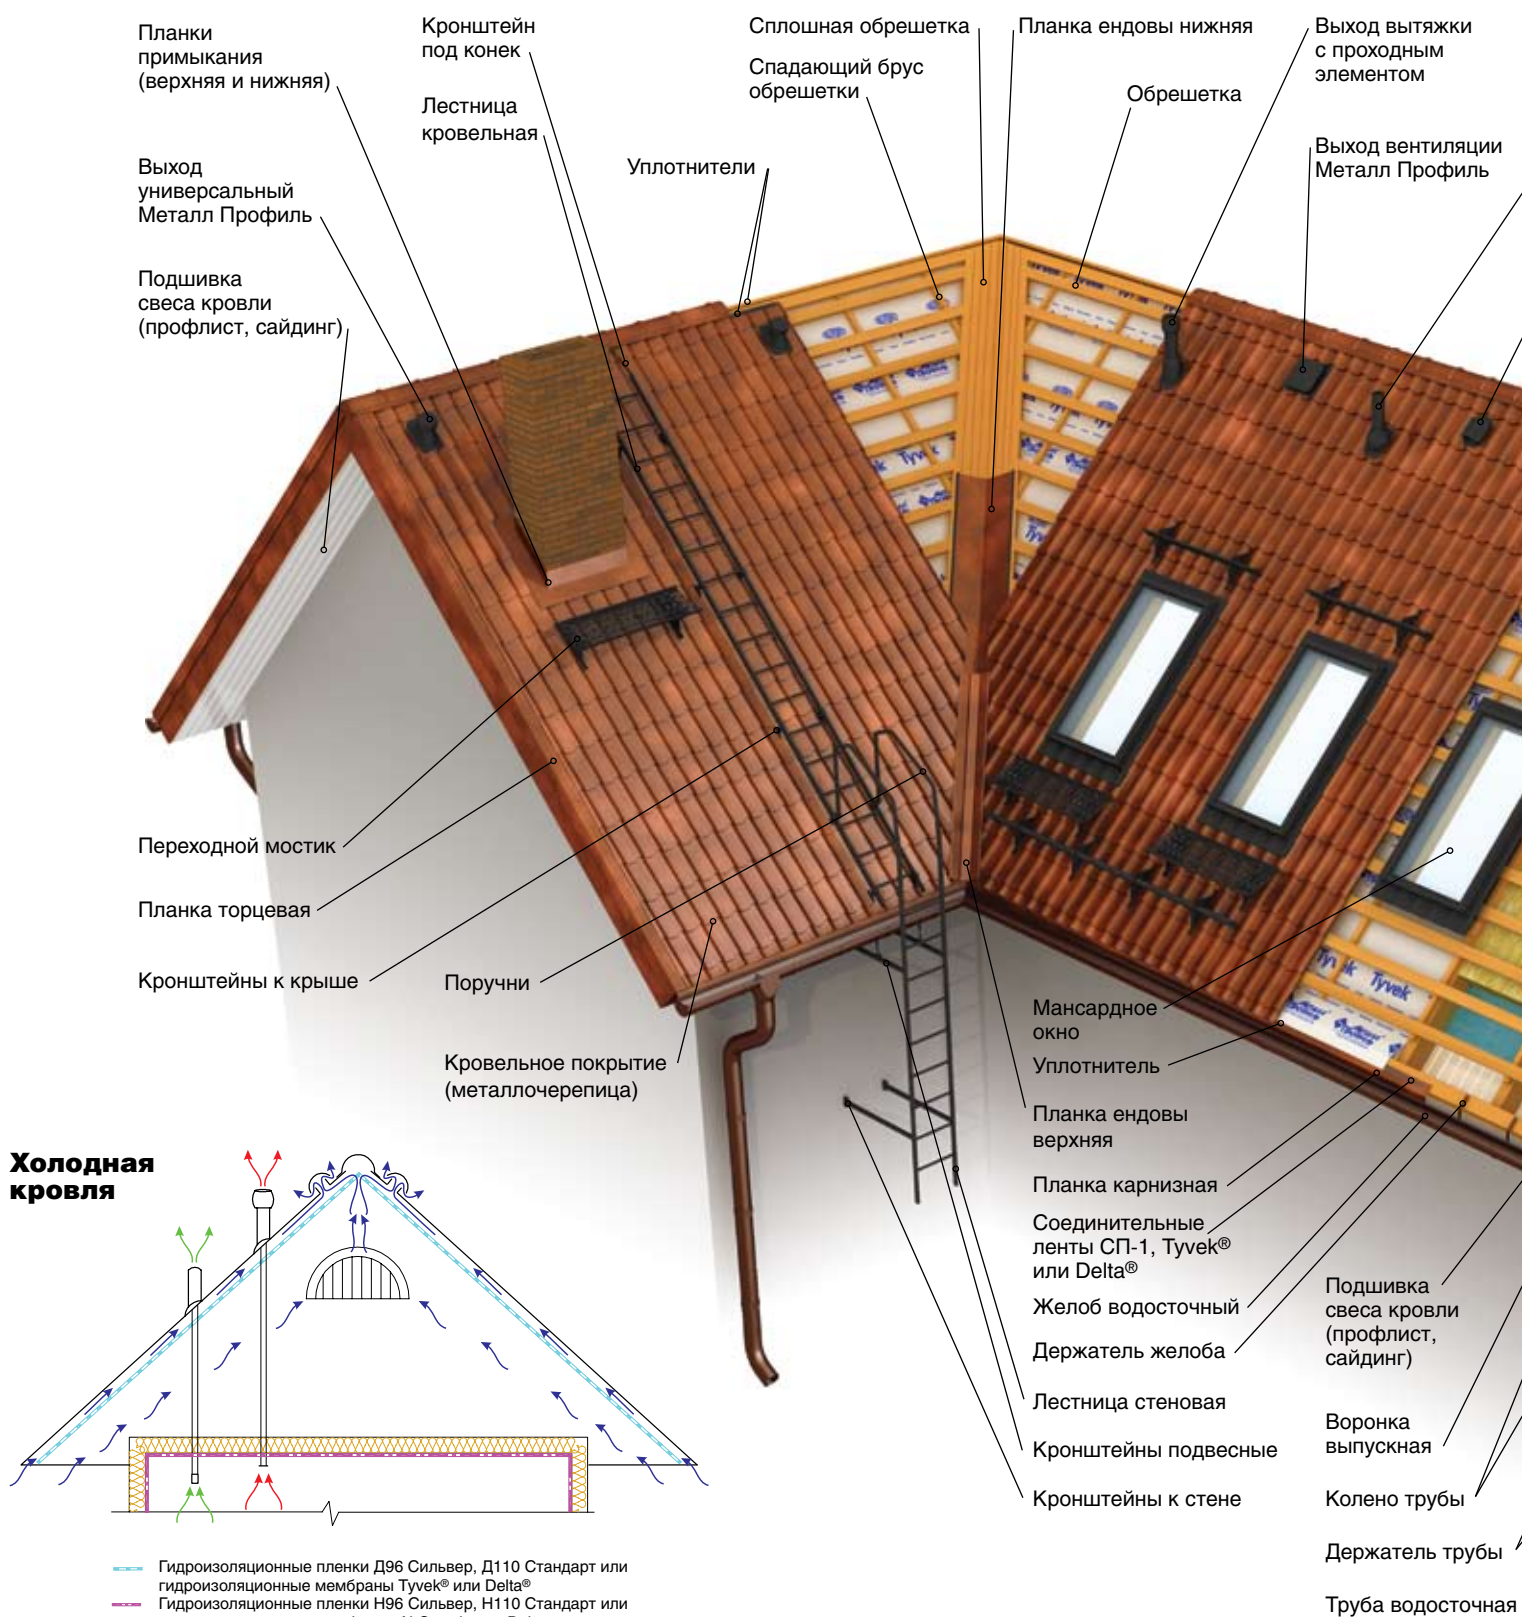 Планки
примыкания
(верхняя и нижняя)
Кронштейн
под конек
Лестница
кровельная
Сплошная обрешетка
Спадающий брус
обрешетки
Планка ендовы нижняя
Обрешетка
Выход вытяжки
с проходным
элементом
Выход вентиляции
Металл Профиль
Уплотнители
Выход
универсальный
Металл Профиль
Подшивка
свеса кровли
(профлист, сайдинг)
Tyvek
Tyvek
Tyvek
Tyvek
Переходной мостик
Планка торцевая
Кронштейны к крыше
Поручни
Кровельное покрытие
(металлочерепица)
Мансардное
окно
Уплотнитель
Планка ендовы
верхняя
Планка карнизная
Соединительные
ленты СП-1, Tyvek®
или Delta®
Желоб водосточный
Держатель желоба
Лестница стеновая
Кронштейны подвесные
Кронштейны к стене
Подшивка
свеса кровли
(профлист,
сайдинг)
Воронка
выпускная
Колено трубы
Держатель трубы
Труба водосточная
Холодная
кровля
Гидроизоляционные пленки Д96 Сильвер, Д110 Стандарт или
гидроизоляционные мембраны Tyvek® или Delta®
Гидроизоляционные пленки Н96 Сильвер, Н110 Стандарт или